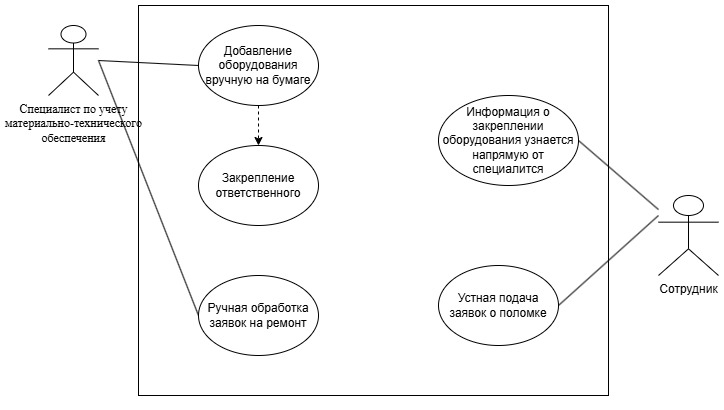 Добавление
оборудования
вручную на бумаге
Специалист по учету
материально-технического
обеспечения
Информация о
закреплении
оборудования узнается
напрямую от
специалится
Закрепление
ответственного
Сотрудник
Ручная обработка
заявок на ремонт
Устная подача
заявок о поломке